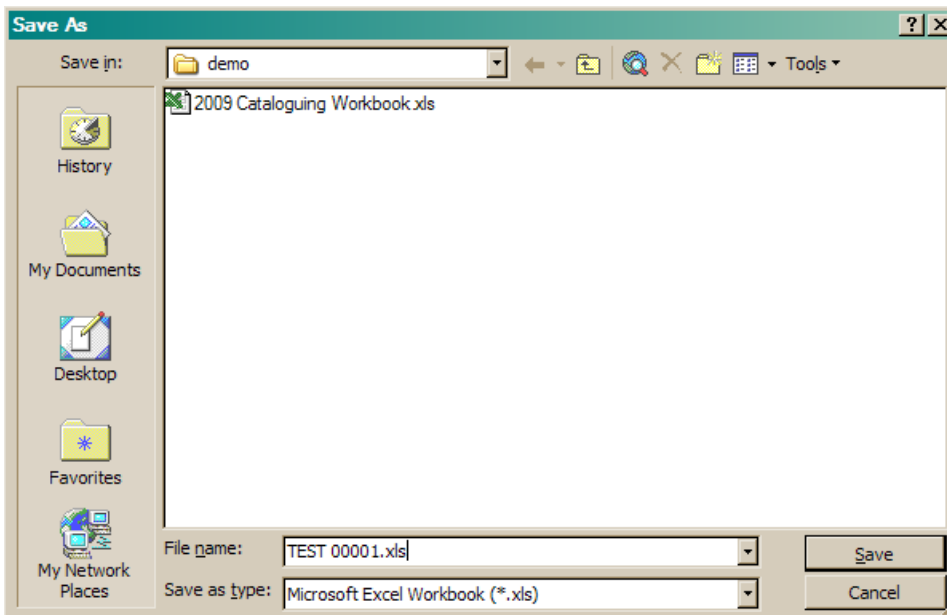 Save As
Save in:
demo
Tools
2009 Cataloguing Workbook.xls
History
My Documents
Desktop
Favorites
My Network
Places
File name:
TEST 00001.xls
Save
Save as type:
Microsoft Excel Workbook (*.xls)
Cancel